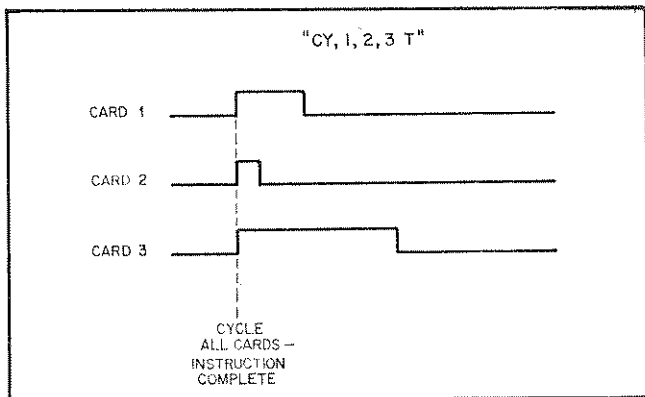 "CY, 1, 2, 3 T"
CARD 1
CARD 2
CARD 3
CYCLE
ALL CARDS —
INSTRUCTION
COMPLETE